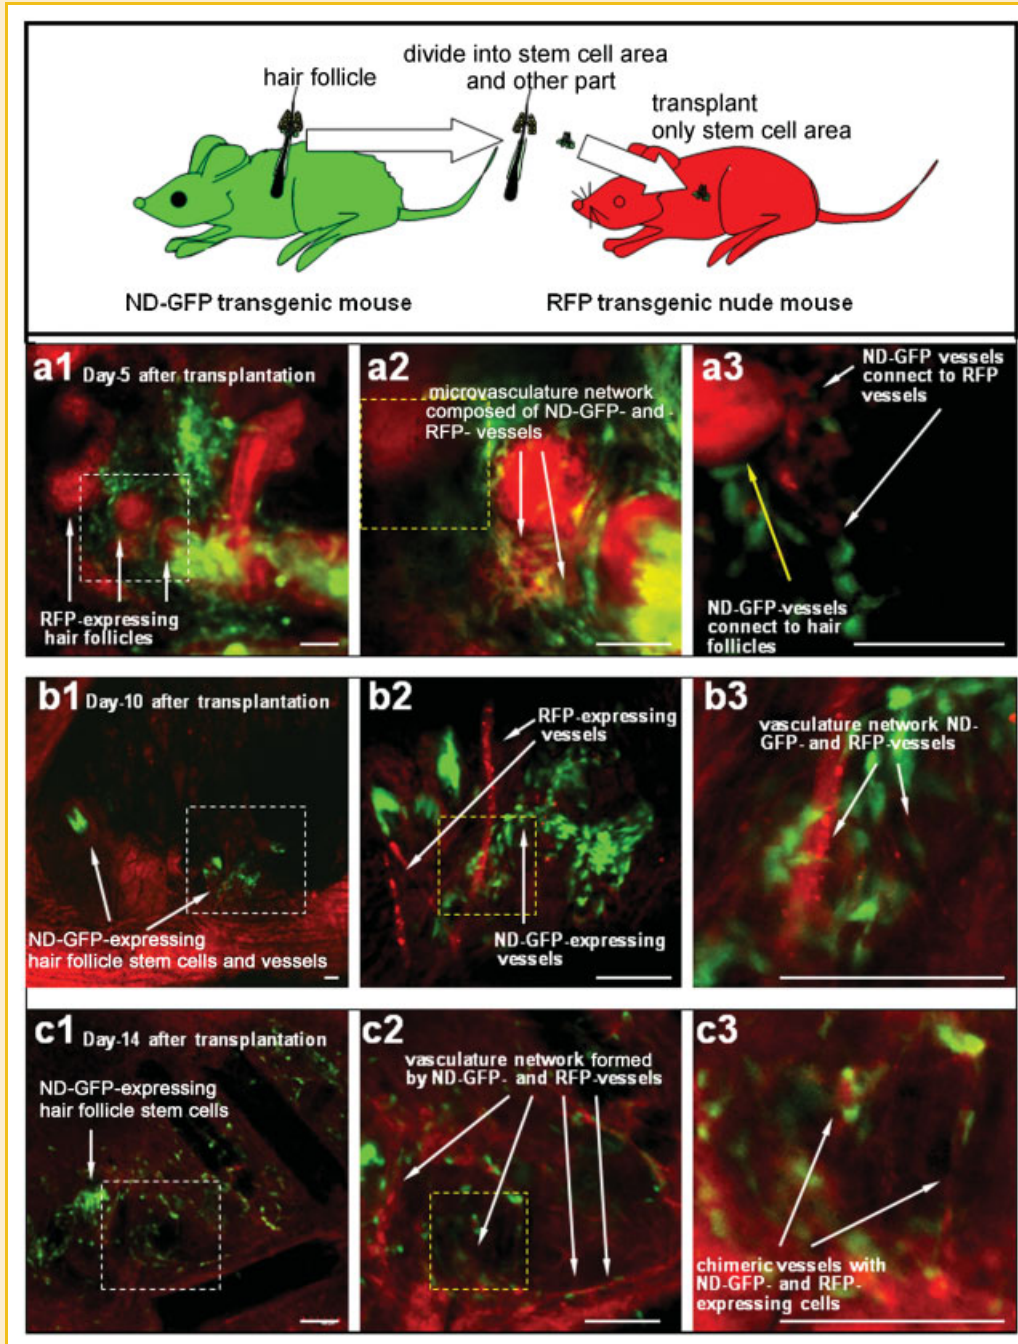 hair follicle
divide into stem cell area
and other part
transplant
only stem cell area
ND-GFP transgenic mouse
RFP transgenic nude mouse
a1 Day-5 after transplantation
RFP-expressing
hair follicles
a2
microvasculature network
composed of ND-GFP- and -
RFP- vessels
a3
ND-GFP vessels
connect to RFP
vessels
ND-GFP-vessels
connect to hair
follicles
b1 Day-10 after transplantation
ND-GFP-expressing
hair follicle stem cells and vessels
b2
RFP-expressing
vessels
ND-GFP-expressing
vessels
b3
vasculature network ND-
GFP- and RFP-vessels
c1 Day-14 after transplantation
ND-GFP-expressing
hair follicle stem cells
c2
vasculature network formed
by ND-GFP- and RFP-vessels
c3
chimeric vessels with
ND-GFP- and RFP-
expressing cells